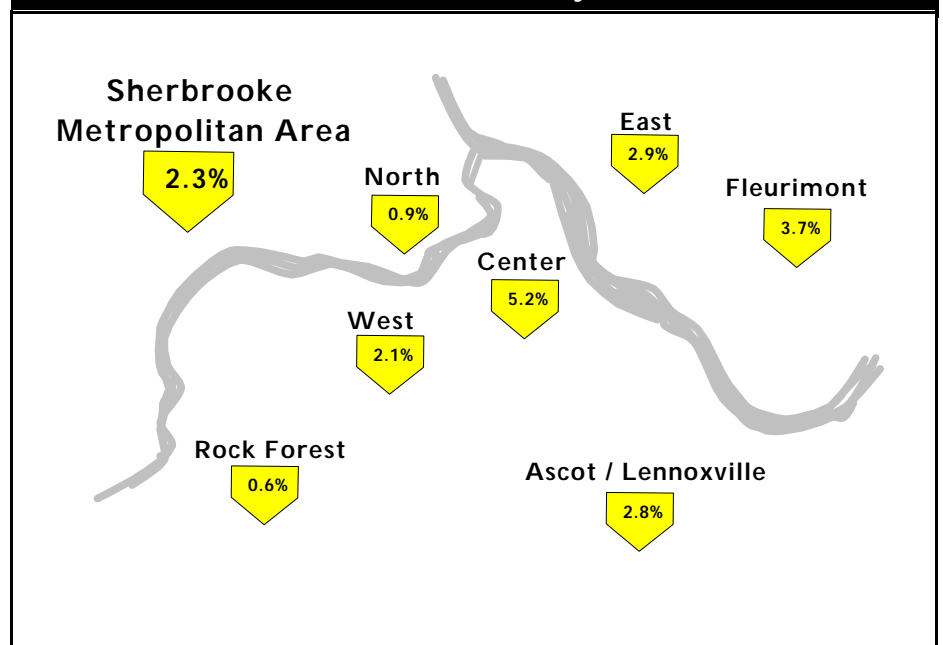 Sherbrooke
Metropolitan Area
2.3%
East
2.9%
North
0.9%
Fleurimont
3.7%
Center
5.2%
West
2.1%
Rock Forest
0.6%
Ascot / Lennoxville
2.8%